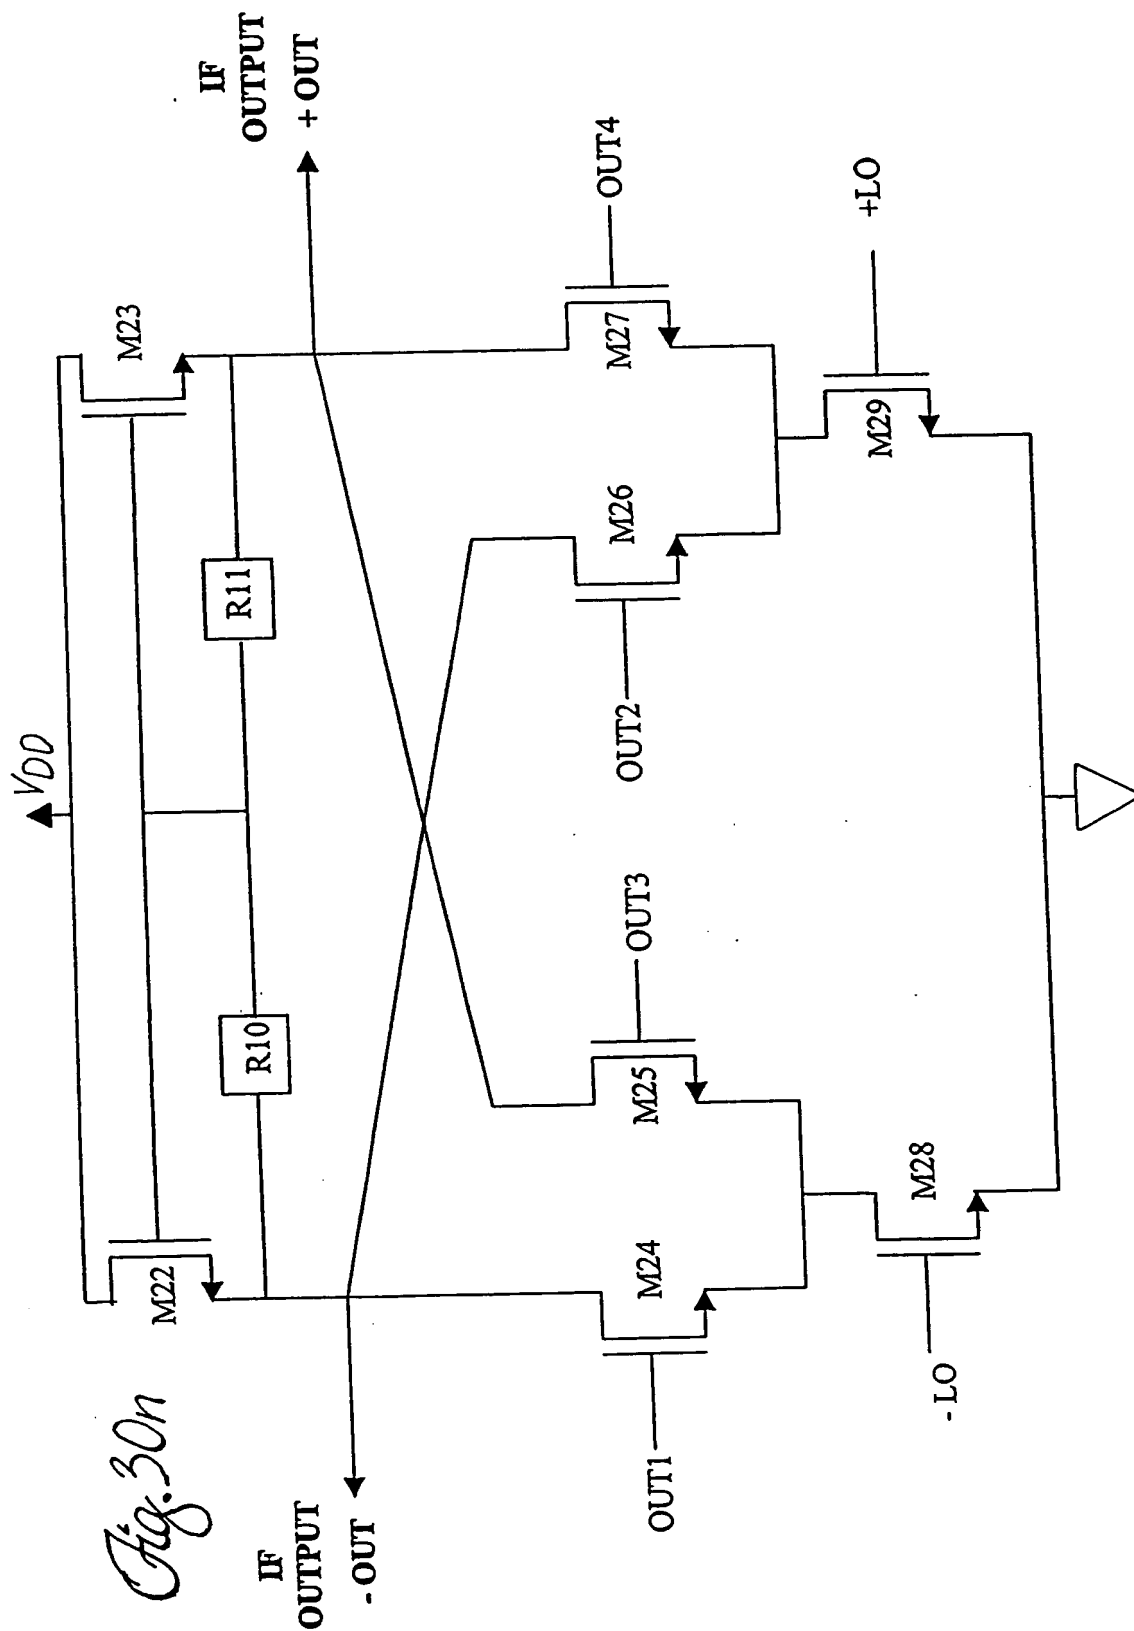 Fig. 30n
VDD
IF
OUTPUT
- OUT
IF
OUTPUT
+ OUT
M22
M23
R10
R11
OUT1
M24
M25
OUT3
OUT2
M26
M27
OUT4
- LO
M28
M29
+LO